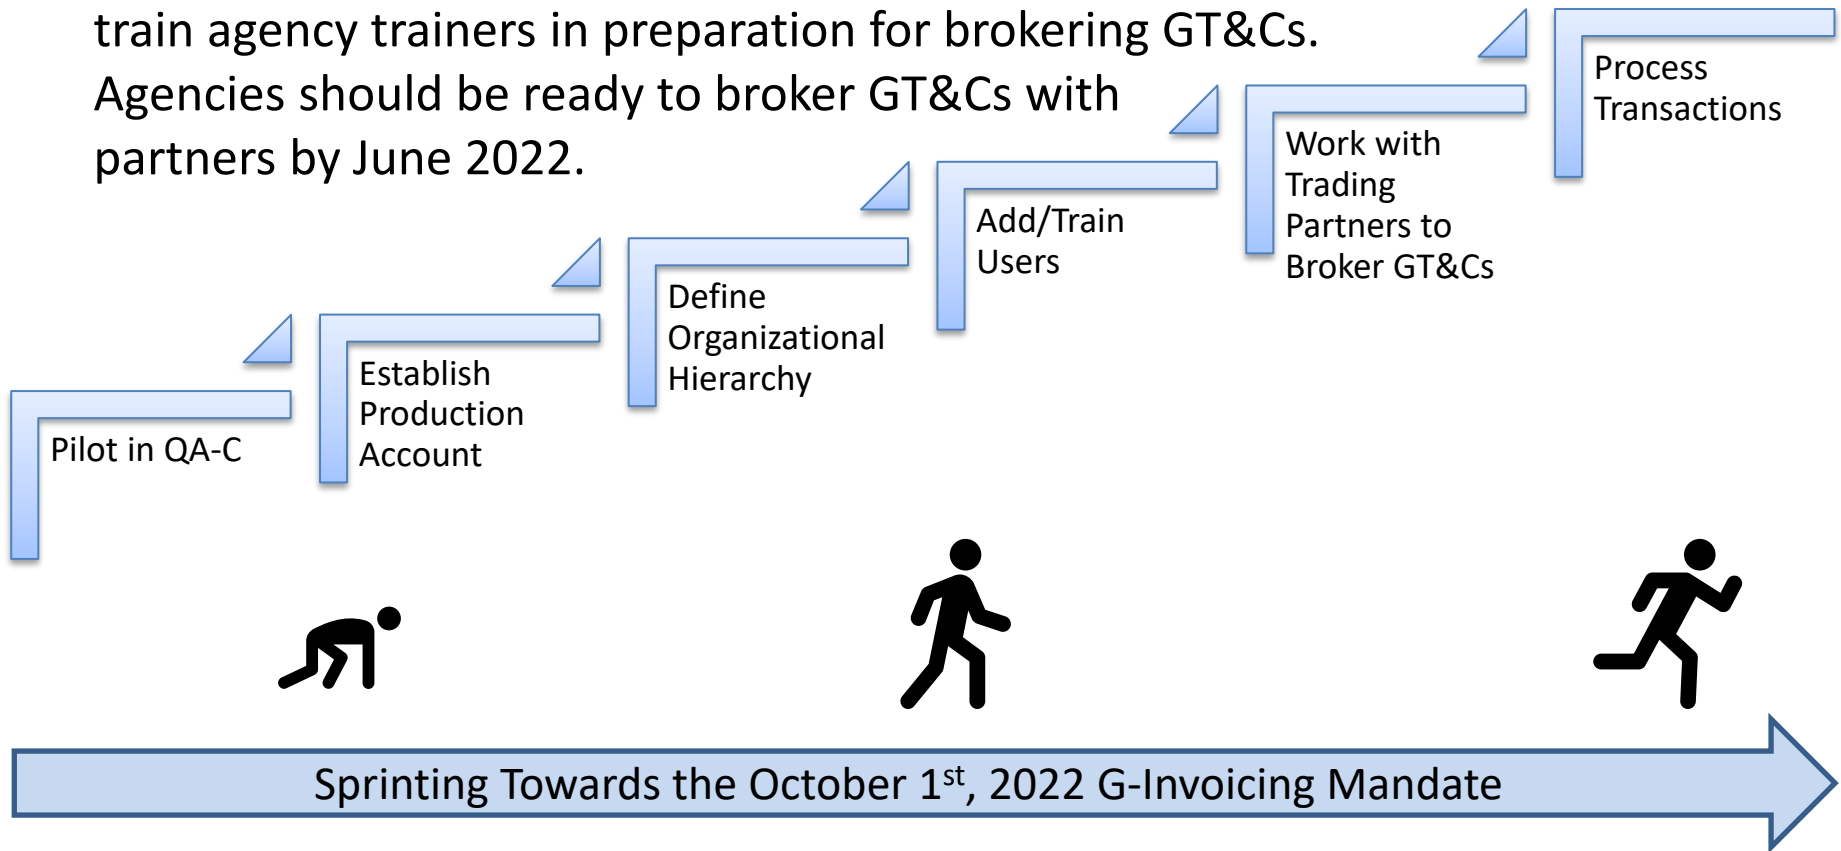 train agency trainers in preparation for brokering GT&Cs.
Agencies should be ready to broker GT&Cs with
partners by June 2022.
Pilot in QA-C
Establish
Production
Account
Define
Organizational
Hierarchy
Add/Train
Users
Work with
Trading
Partners to
Broker GT&Cs
Process
Transactions
Sprinting Towards the October 1st, 2022 G-Invoicing Mandate